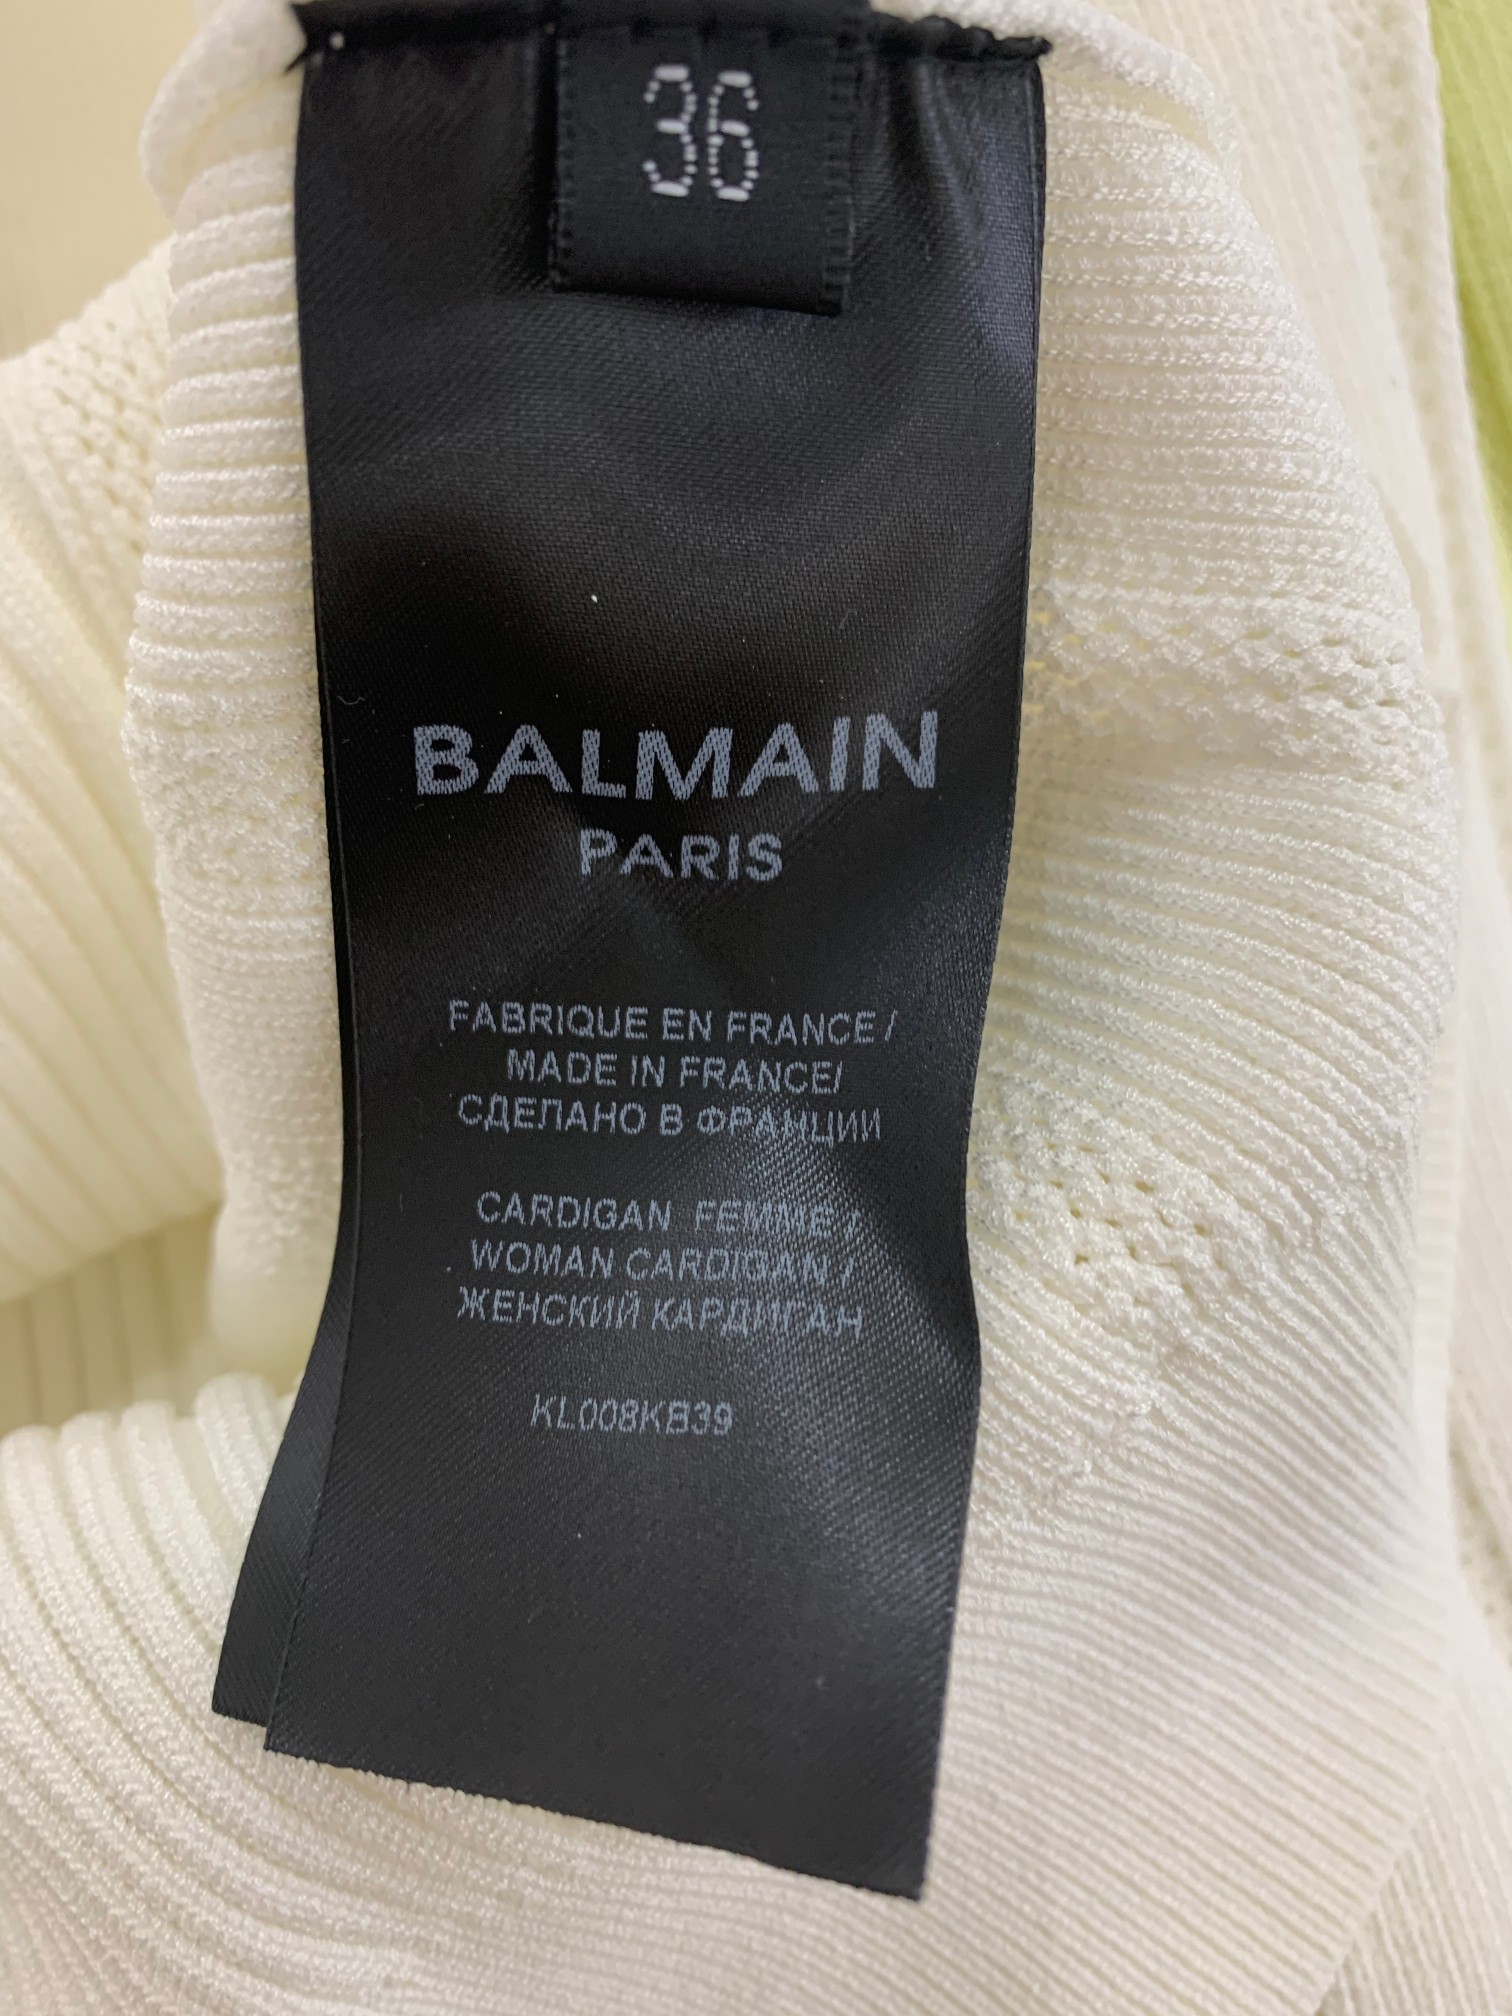 36
BALMAIN
PARIS
FABRIQUE EN FRANCE /
MADE IN FRANCE/
СДЕЛАНО В ФРАНЦИИ
CARDIGAN FEMME /
WOMAN CARDIGAN /
ЖЕНСКИЙ КАРДИГАН
KL008KB39